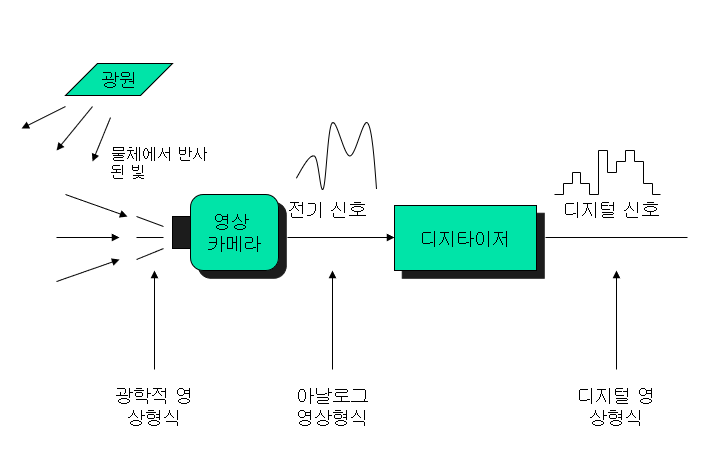 광원
물체에서 반사
된 빛
영상
카메라
전기 신호
디지타이저
디지털 신호
광학적 영
상형식
아날로그
영상형식
디지털 영
상형식